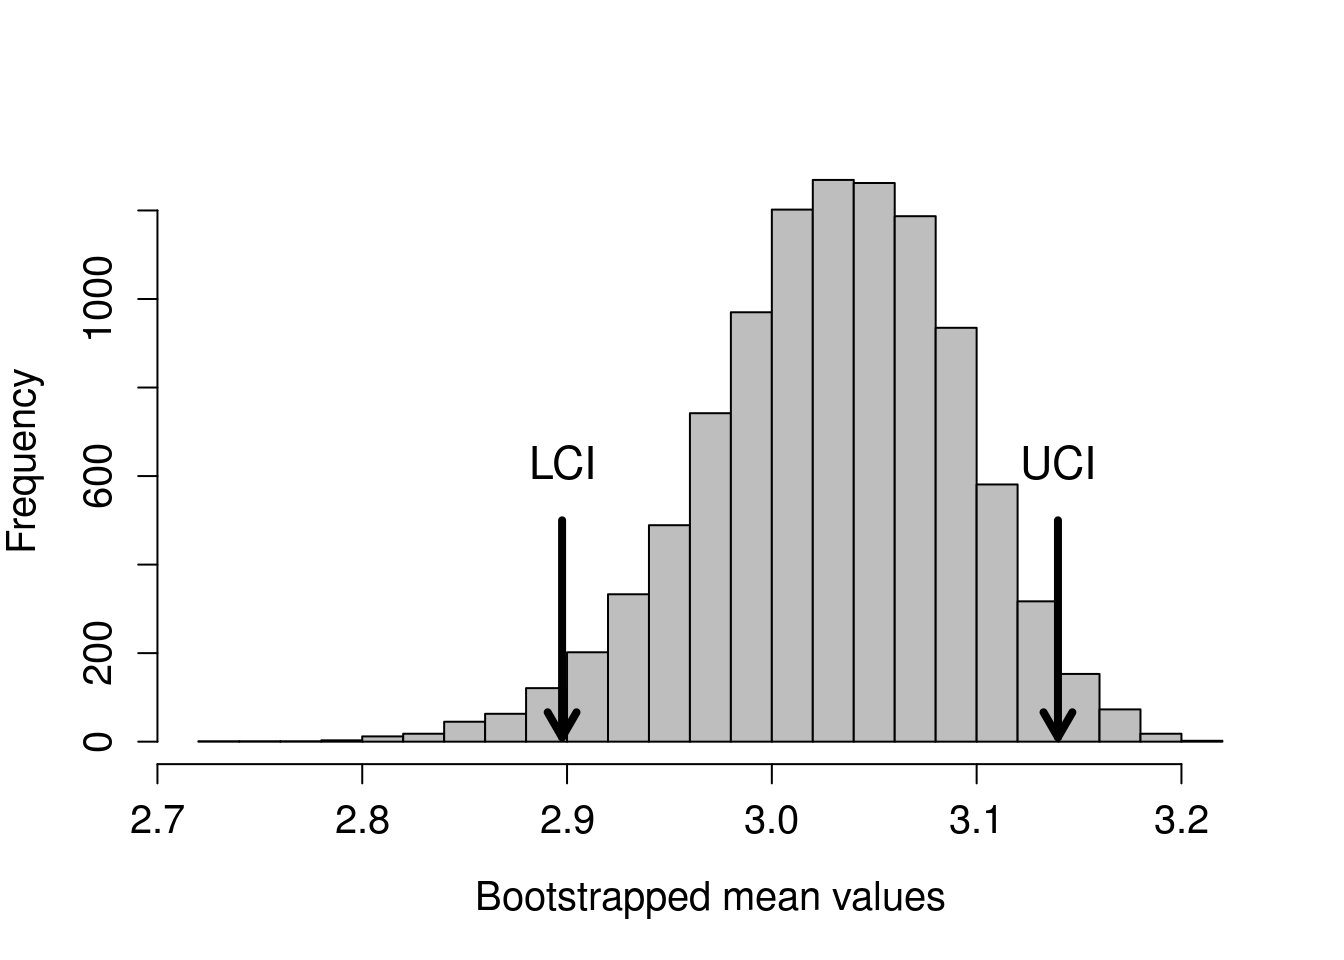 LCI
UCI
Frequency
0
200
600
1000
2.7
2.8
2.9
3.0
3.1
3.2
Bootstrapped mean values